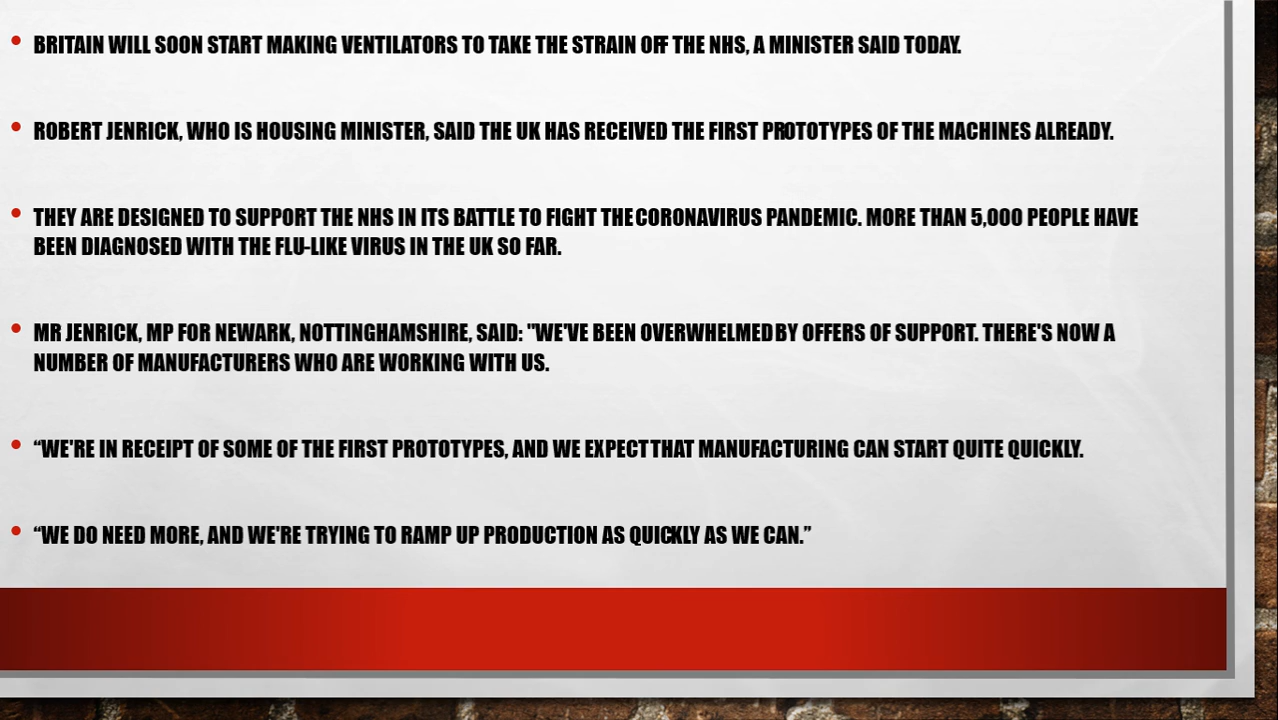 • BRITAIN WILL SOON START MAKING VENTILATORS TO TAKE THE STRAIN OFF THE NHS, A MINISTER SAID TODAY.
• ROBERT JENRICK, WHO IS HOUSING MINISTER, SAID THE UK HAS RECEIVED THE FIRST PROTOTYPES OF THE MACHINES ALREADY.
• THEY ARE DESIGNED TO SUPPORT THE NHS IN ITS BATTLE TO FIGHT THE CORONAVIRUS PANDEMIC. MORE THAN 5,000 PEOPLE HAVE
BEEN DIAGNOSED WITH THE FLU-LIKE VIRUS IN THE UK SO FAR.
• MR JENRICK, MP FOR NEWARK, NOTTINGHAMSHIRE, SAID: "WE'VE BEEN OVERWHELMED BY OFFERS OF SUPPORT. THERE'S NOW A
NUMBER OF MANUFACTURERS WHO ARE WORKING WITH US.
• “WE'RE IN RECEIPT OF SOME OF THE FIRST PROTOTYPES, AND WE EXPECT THAT MANUFACTURING CAN START QUITE QUICKLY.
• “WE DO NEED MORE, AND WE'RE TRYING TO RAMP UP PRODUCTION AS QUICKLY AS WE CAN.”